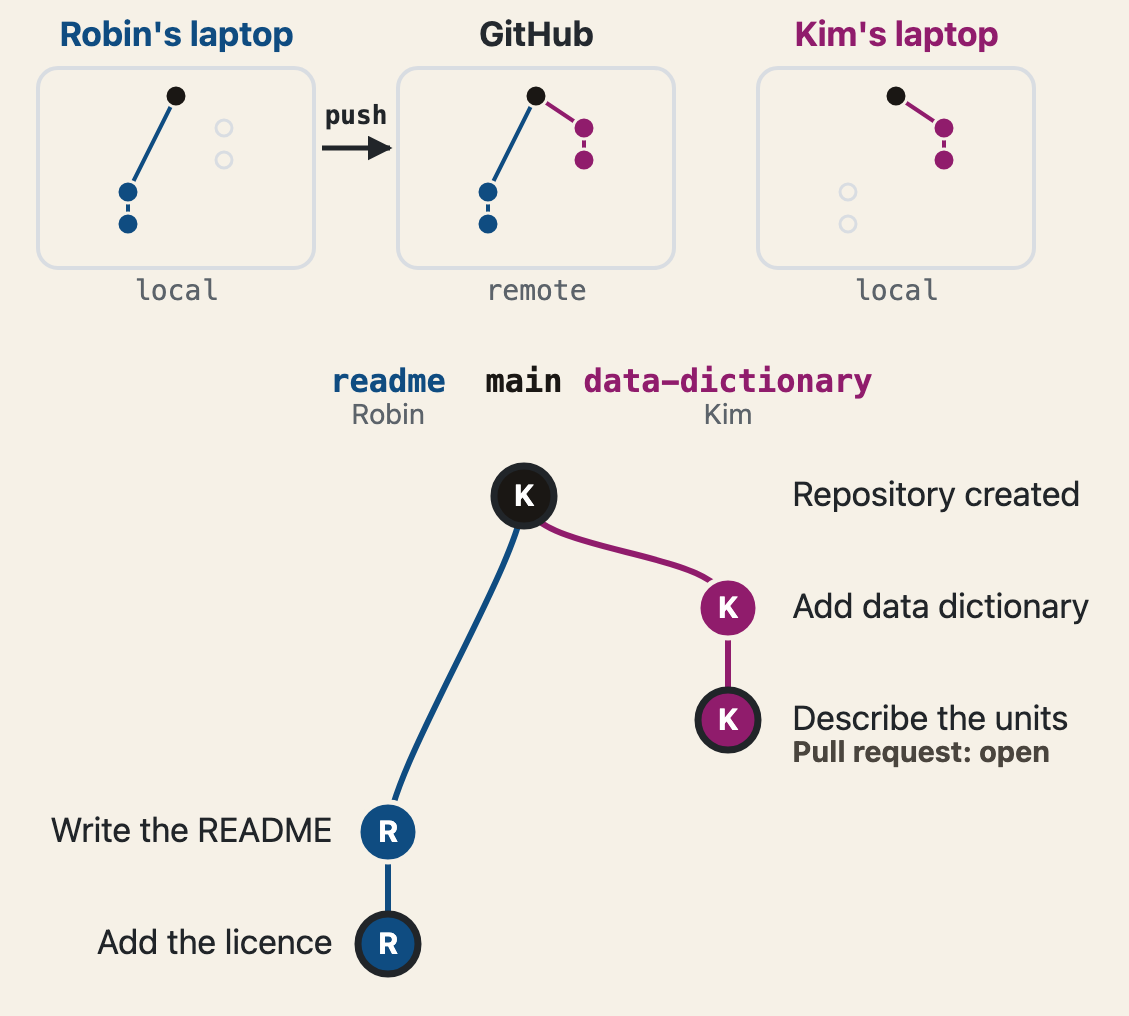 Robin's laptop
GitHub
Kim's laptop
push
local
remote
local
readme main data-dictionary
Robin
Kim
K
Repository created
K
Add data dictionary
K
Describe the units
Pull request: open
Write the README
R
Add the licence
R